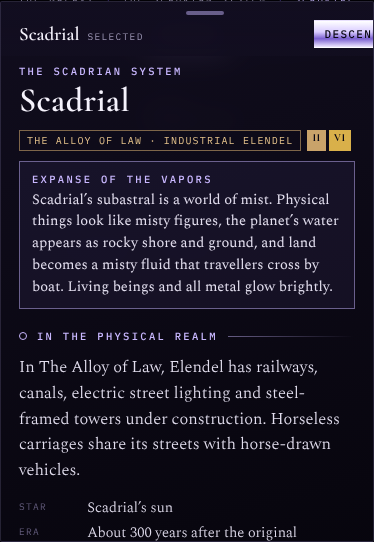 Scadrial SELECTED
DESCEN
THE SCADRIAN SYSTEM
Scadrial
THE ALLOY OF LAW · INDUSTRIAL ELENDEL II VI
EXPANSE OF THE VAPORS
Scadrial’s subastral is a world of mist. Physical
things look like misty figures, the planet’s water
appears as rocky shore and ground, and land
becomes a misty fluid that travellers cross by
boat. Living beings and all metal glow brightly.
IN THE PHYSICAL REALM
In The Alloy of Law, Elendel has railways,
canals, electric street lighting and steel-
framed towers under construction. Horseless
carriages share its streets with horse-drawn
vehicles.
STAR Scadrial’s sun
ERA About 300 years after the original